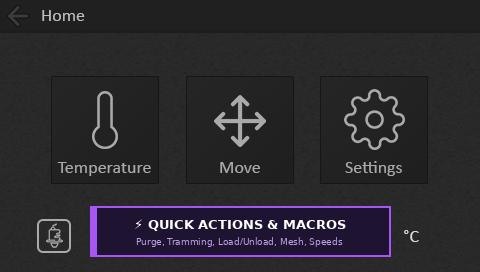 Home
Temperature
Move
Settings
⚡ QUICK ACTIONS & MACROS
Purge, Tramming, Load/Unload, Mesh, Speeds
°C